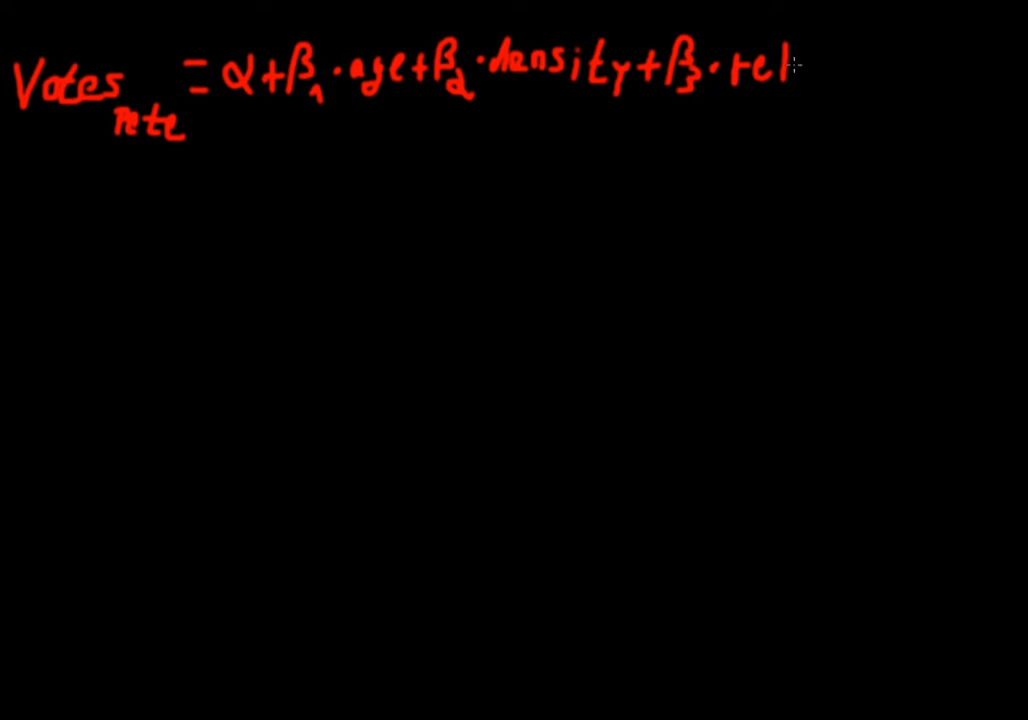 Votes rate = α + β₁ · age + β₂ · density + β₃ · rel